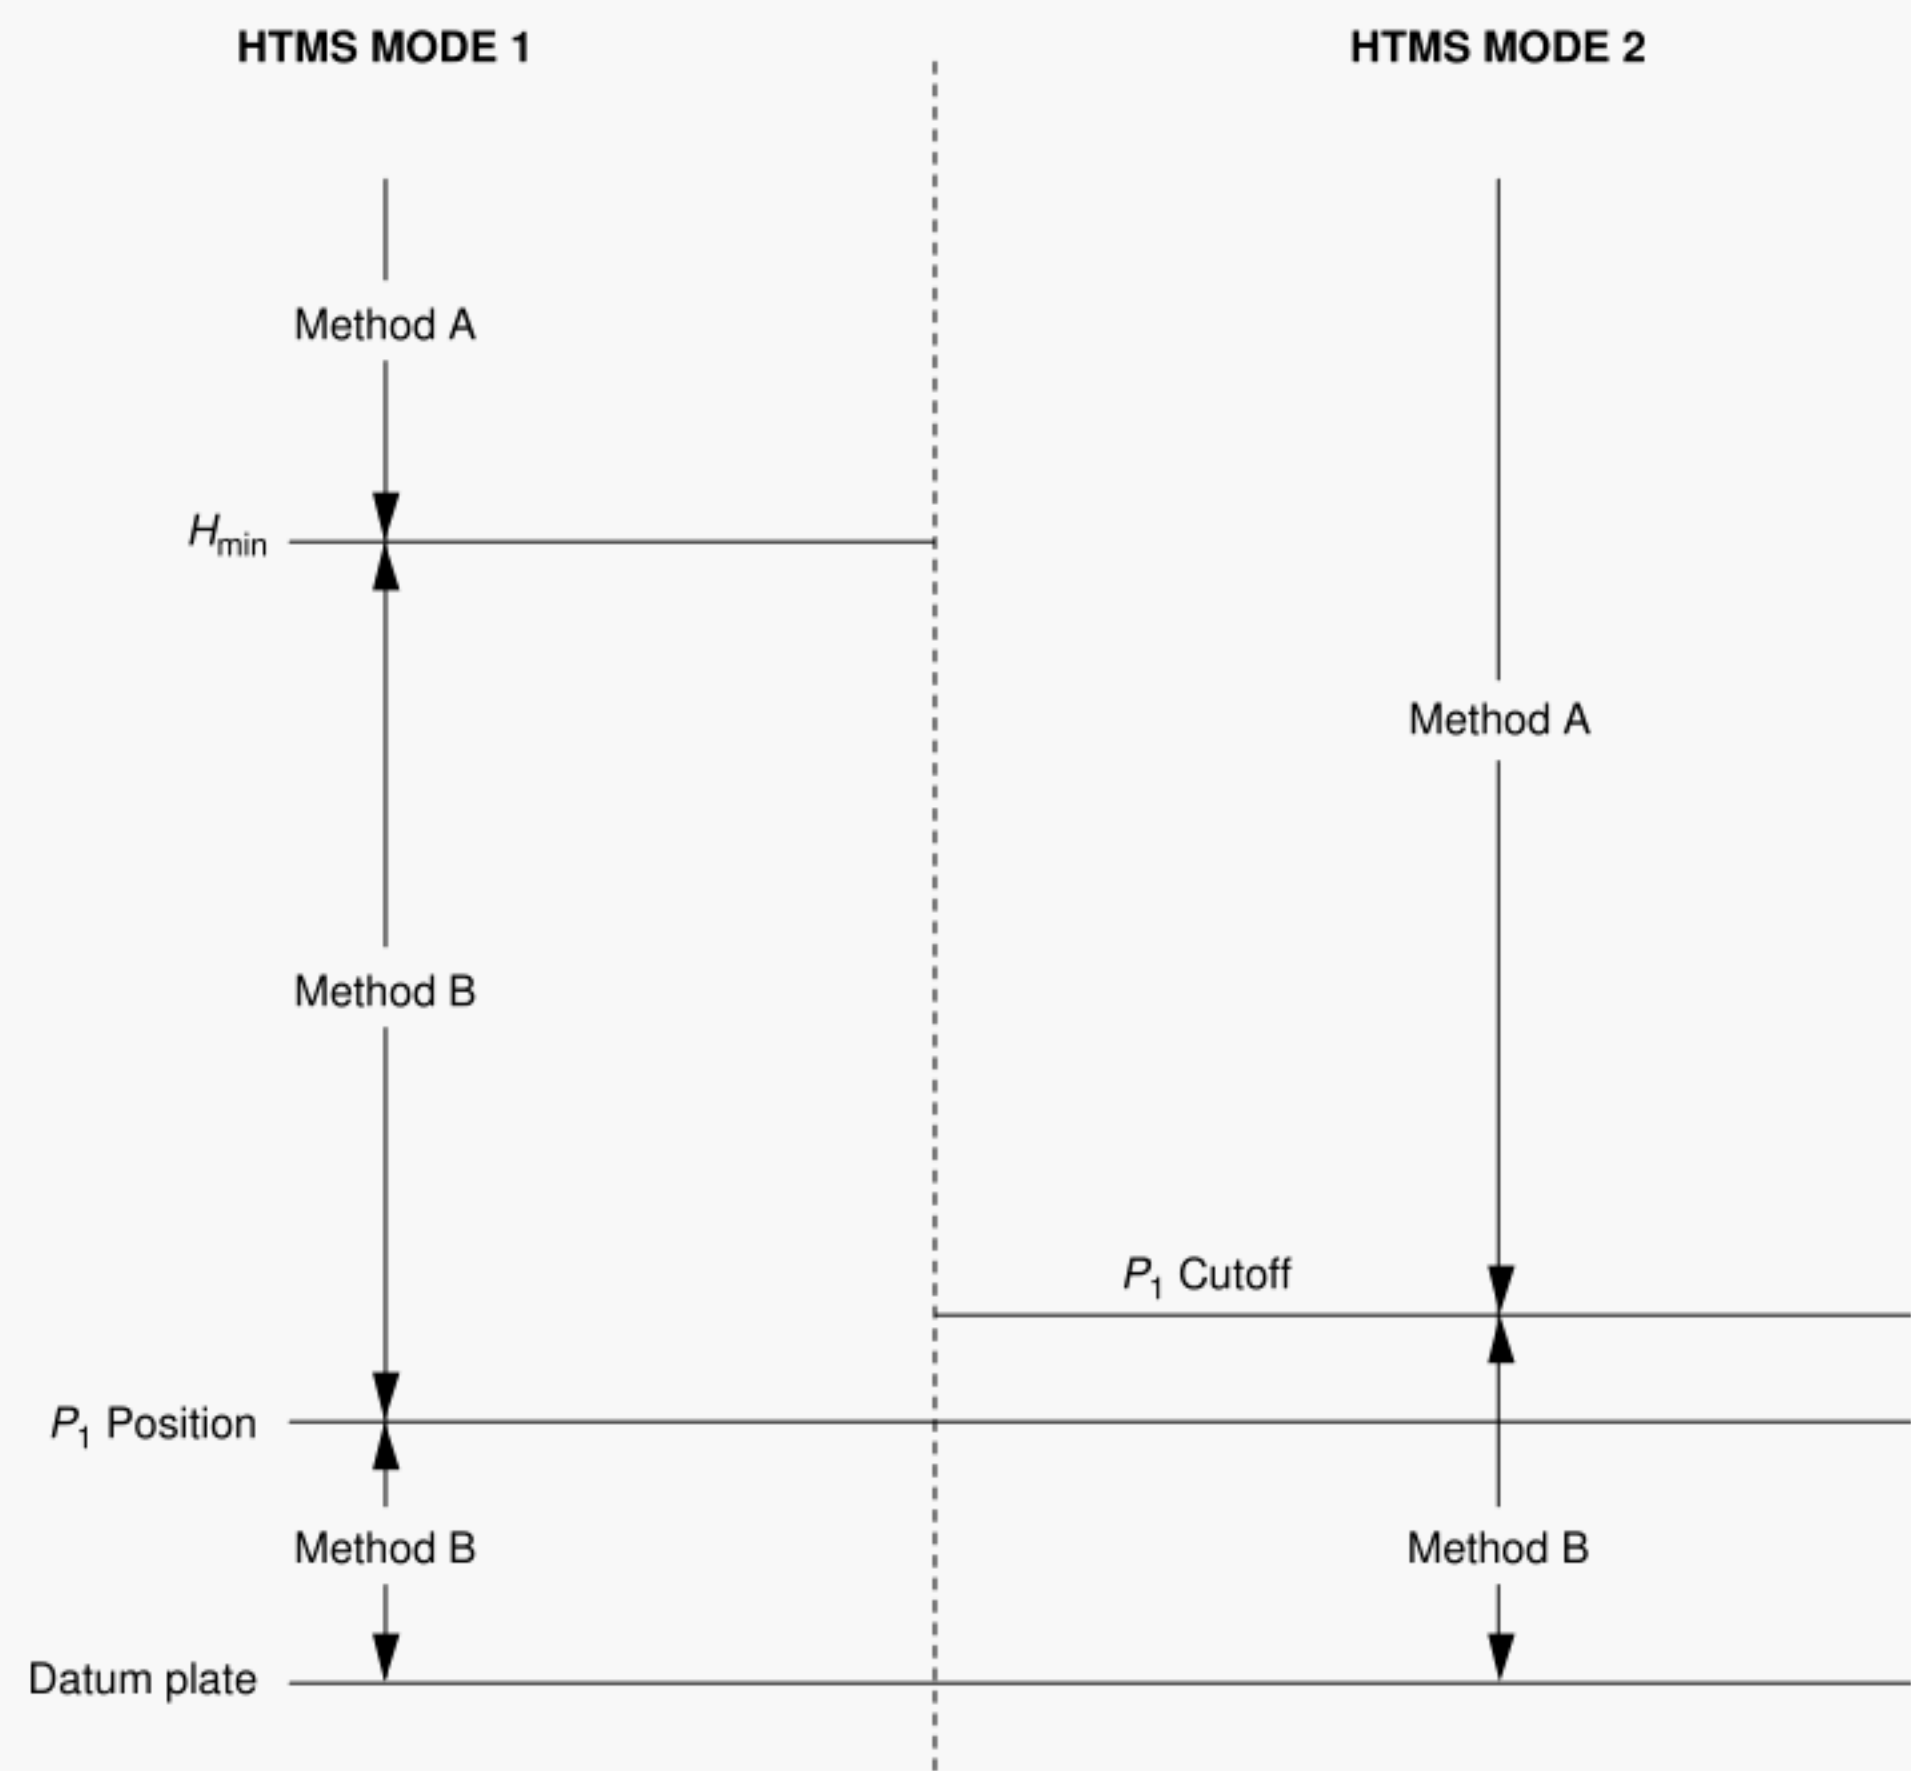 HTMS MODE 1
HTMS MODE 2
Method A
Hmin
Method A
Method B
P1 Cutoff
P1 Position
Method B
Method B
Datum plate